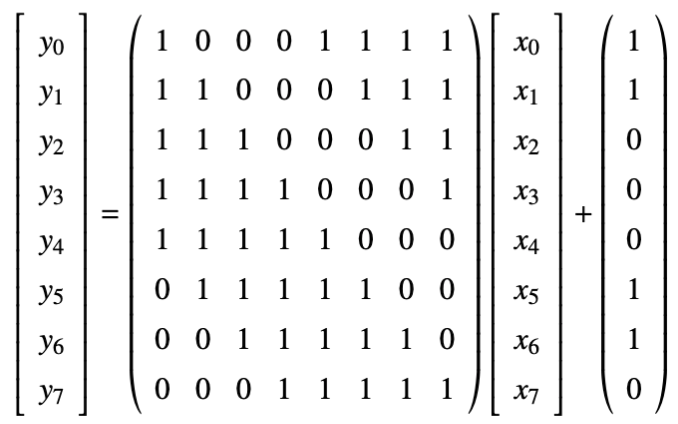 y0 1 0 0 0 1 1 1 1 x0 1
y1 1 1 0 0 0 1 1 1 x1 1
y2 1 1 1 0 0 0 1 1 x2 0
y3 1 1 1 1 0 0 0 1 x3 0
= +
y4 1 1 1 1 1 0 0 0 x4 0
y5 0 1 1 1 1 1 0 0 x5 1
y6 0 0 1 1 1 1 1 0 x6 1
y7 0 0 0 1 1 1 1 1 x7 0